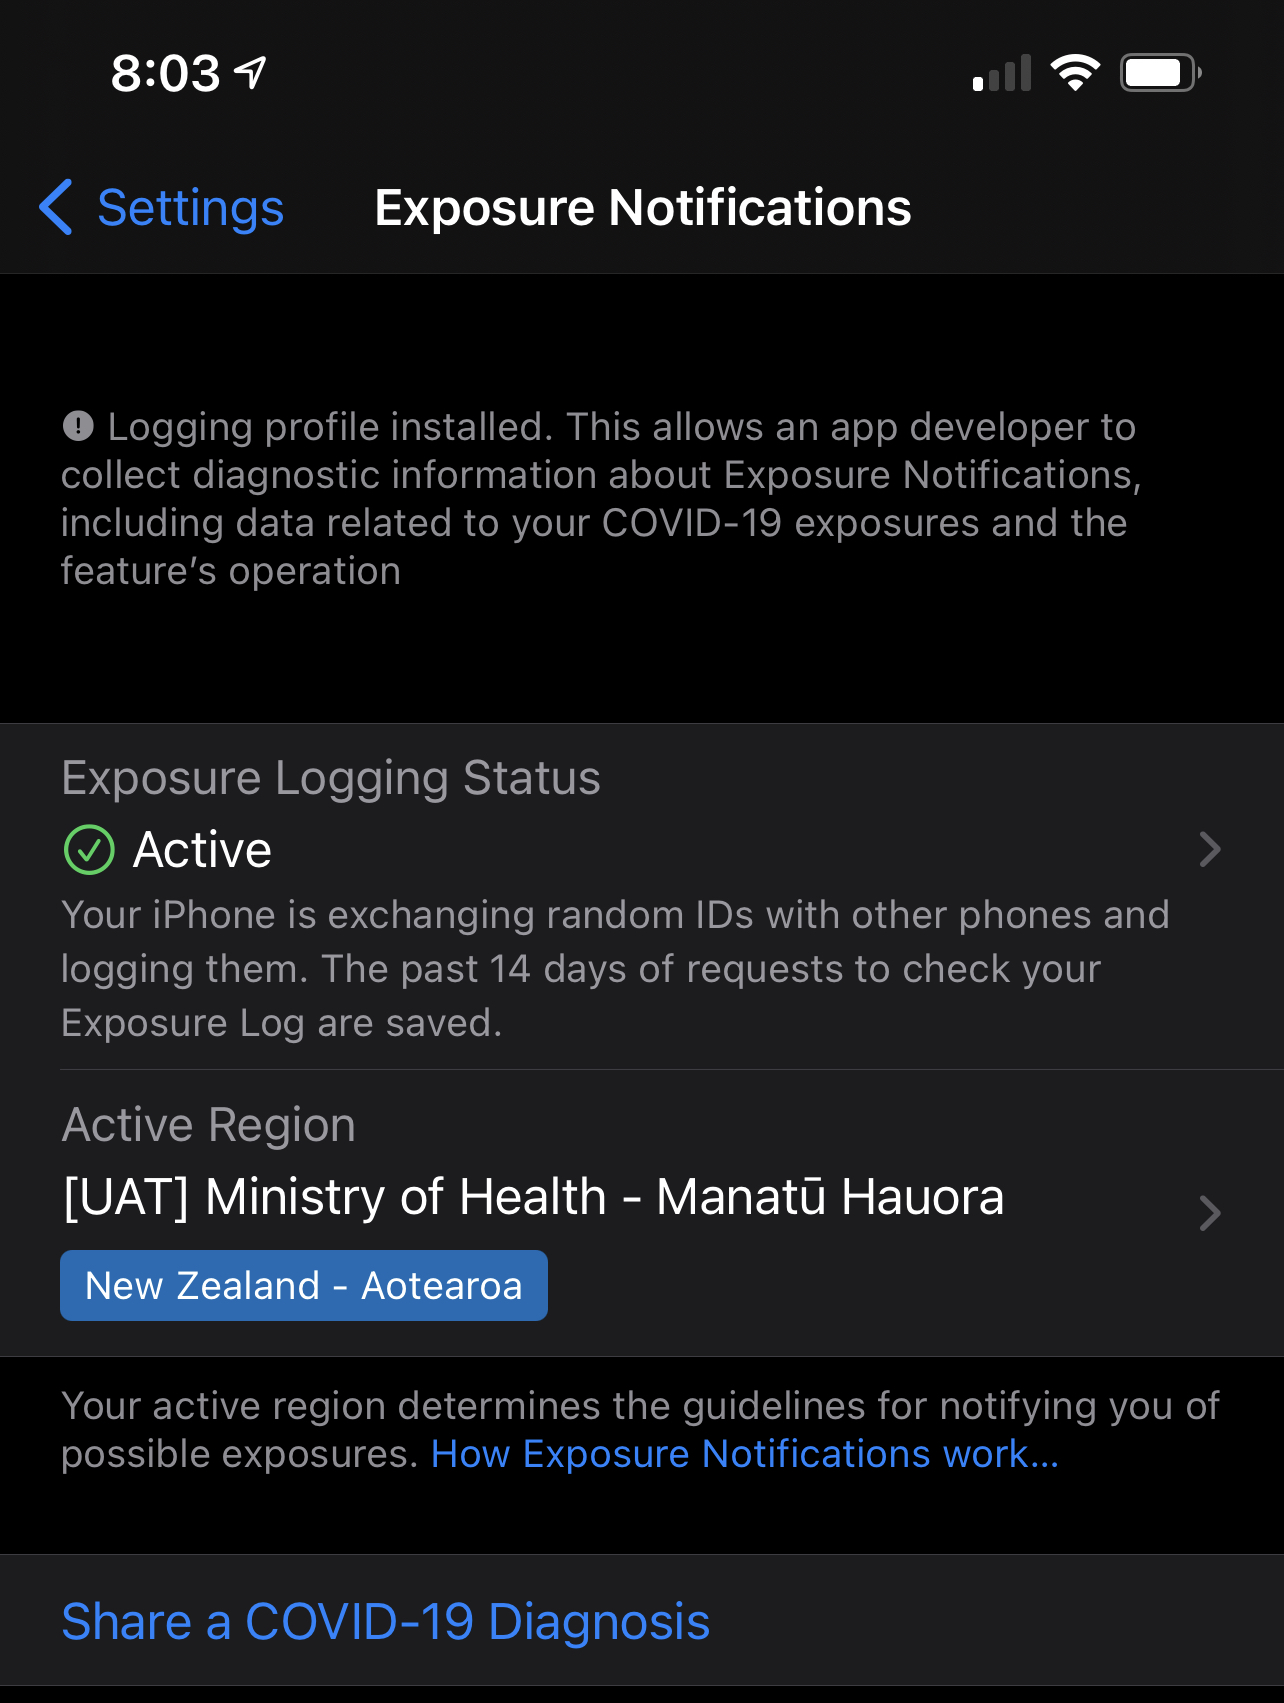 8:03
Settings
Exposure Notifications
Logging profile installed. This allows an app developer to
collect diagnostic information about Exposure Notifications,
including data related to your COVID-19 exposures and the
feature’s operation
Exposure Logging Status
Active
Your iPhone is exchanging random IDs with other phones and
logging them. The past 14 days of requests to check your
Exposure Log are saved.
Active Region
[UAT] Ministry of Health - Manatū Hauora
New Zealand - Aotearoa
Your active region determines the guidelines for notifying you of
possible exposures. How Exposure Notifications work...
Share a COVID-19 Diagnosis